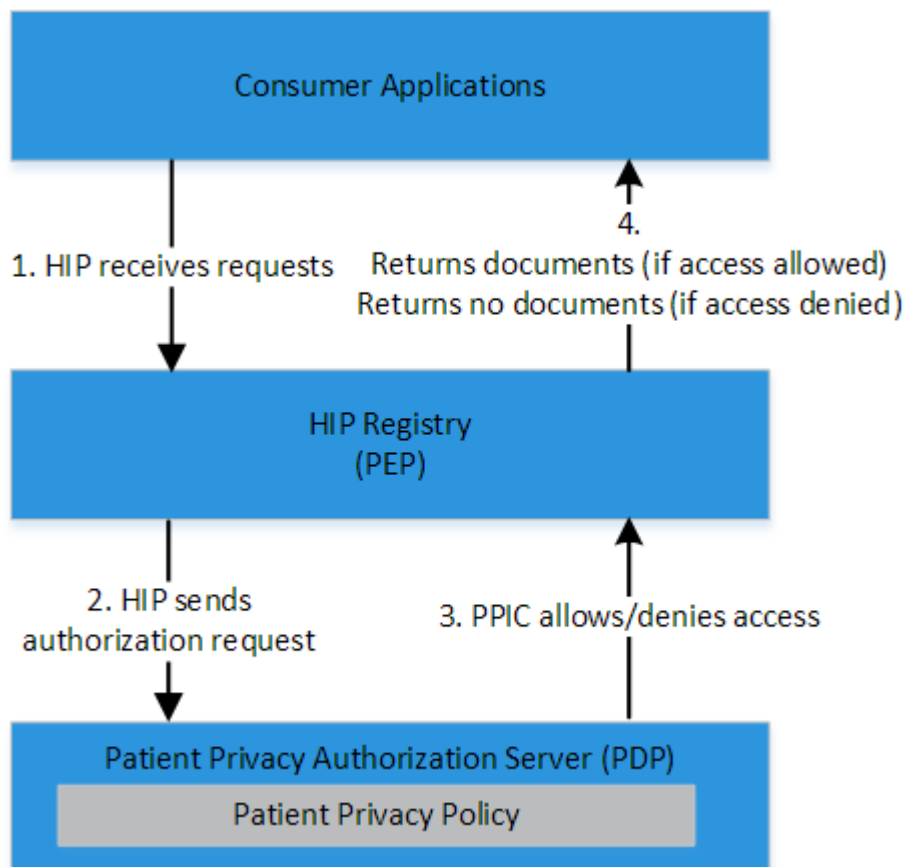 Consumer Applications
1. HIP receives requests
4.
Returns documents (if access allowed)
Returns no documents (if access denied)
HIP Registry
(PEP)
2. HIP sends
authorization request
3. PPIC allows/denies access
Patient Privacy Authorization Server (PDP)
Patient Privacy Policy